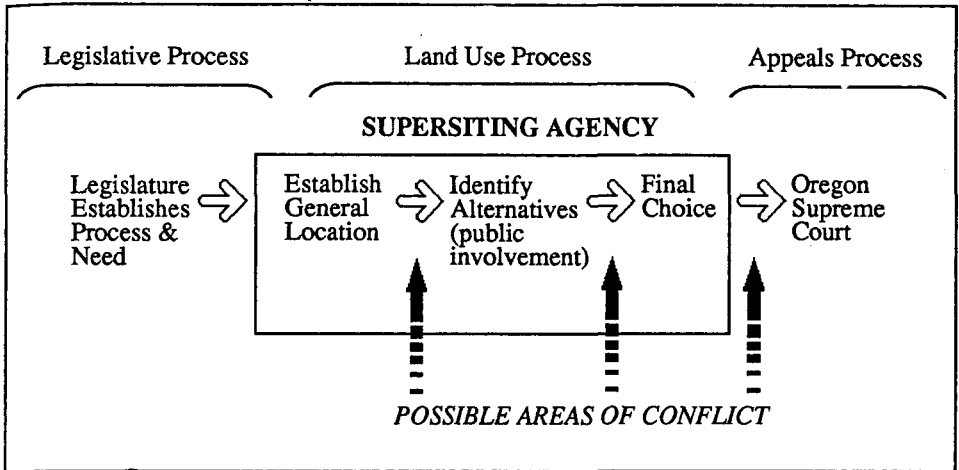 Legislative Process
Land Use Process
Appeals Process
SUPERSITING AGENCY
Legislature
Establishes
Process &
Need
Establish
General
Location
Identify
Alternatives
(public
involvement)
Final
Choice
Oregon
Supreme
Court
POSSIBLE AREAS OF CONFLICT